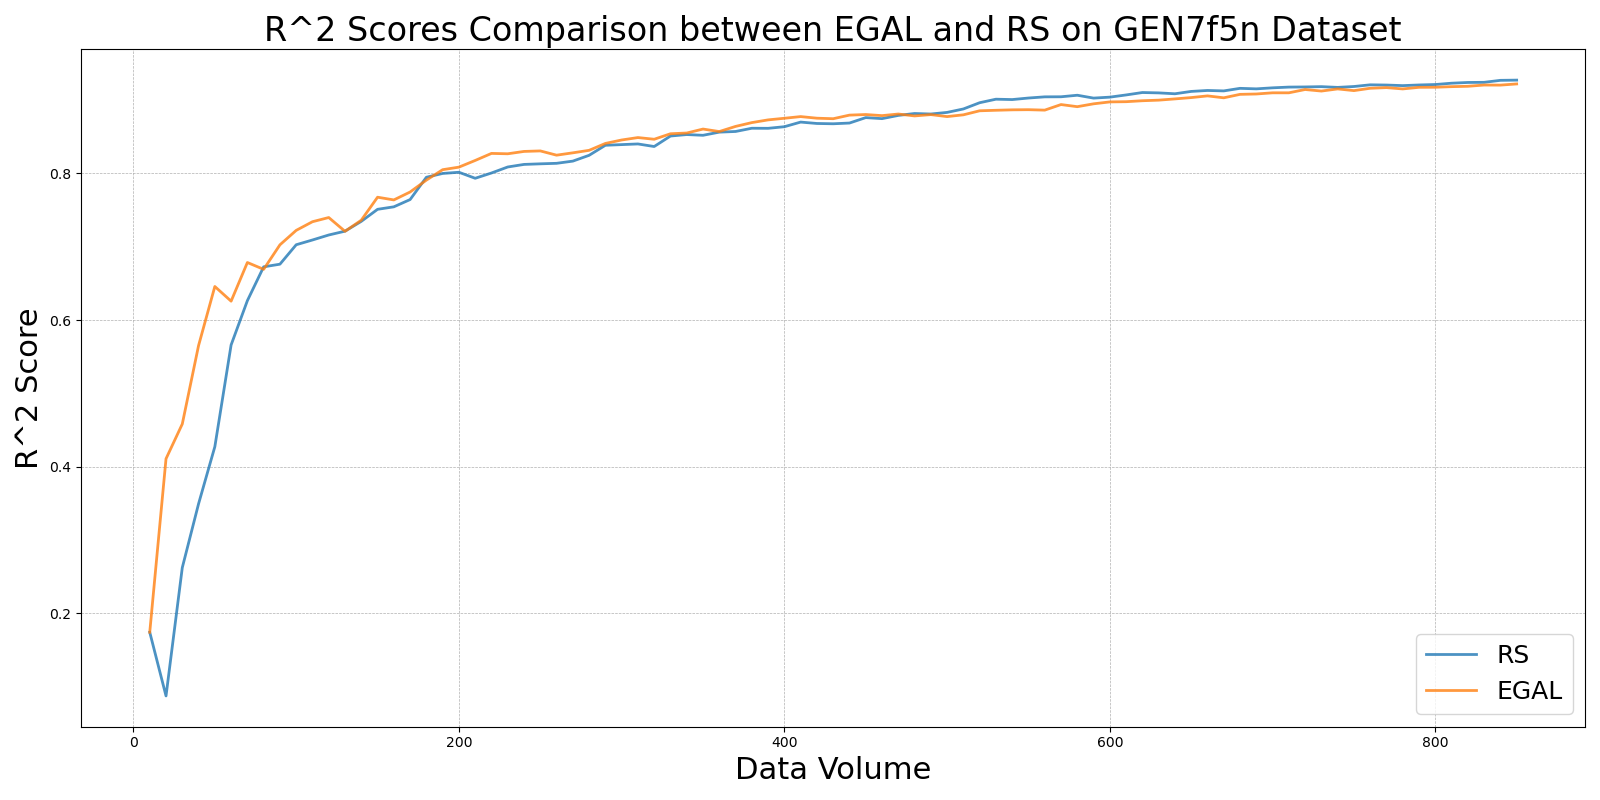 R^2 Scores Comparison between EGAL and RS on GEN7f5n Dataset
R^2 Score
0.8
0.6
0.4
0.2
0 200 400 600 800
Data Volume
RS
EGAL